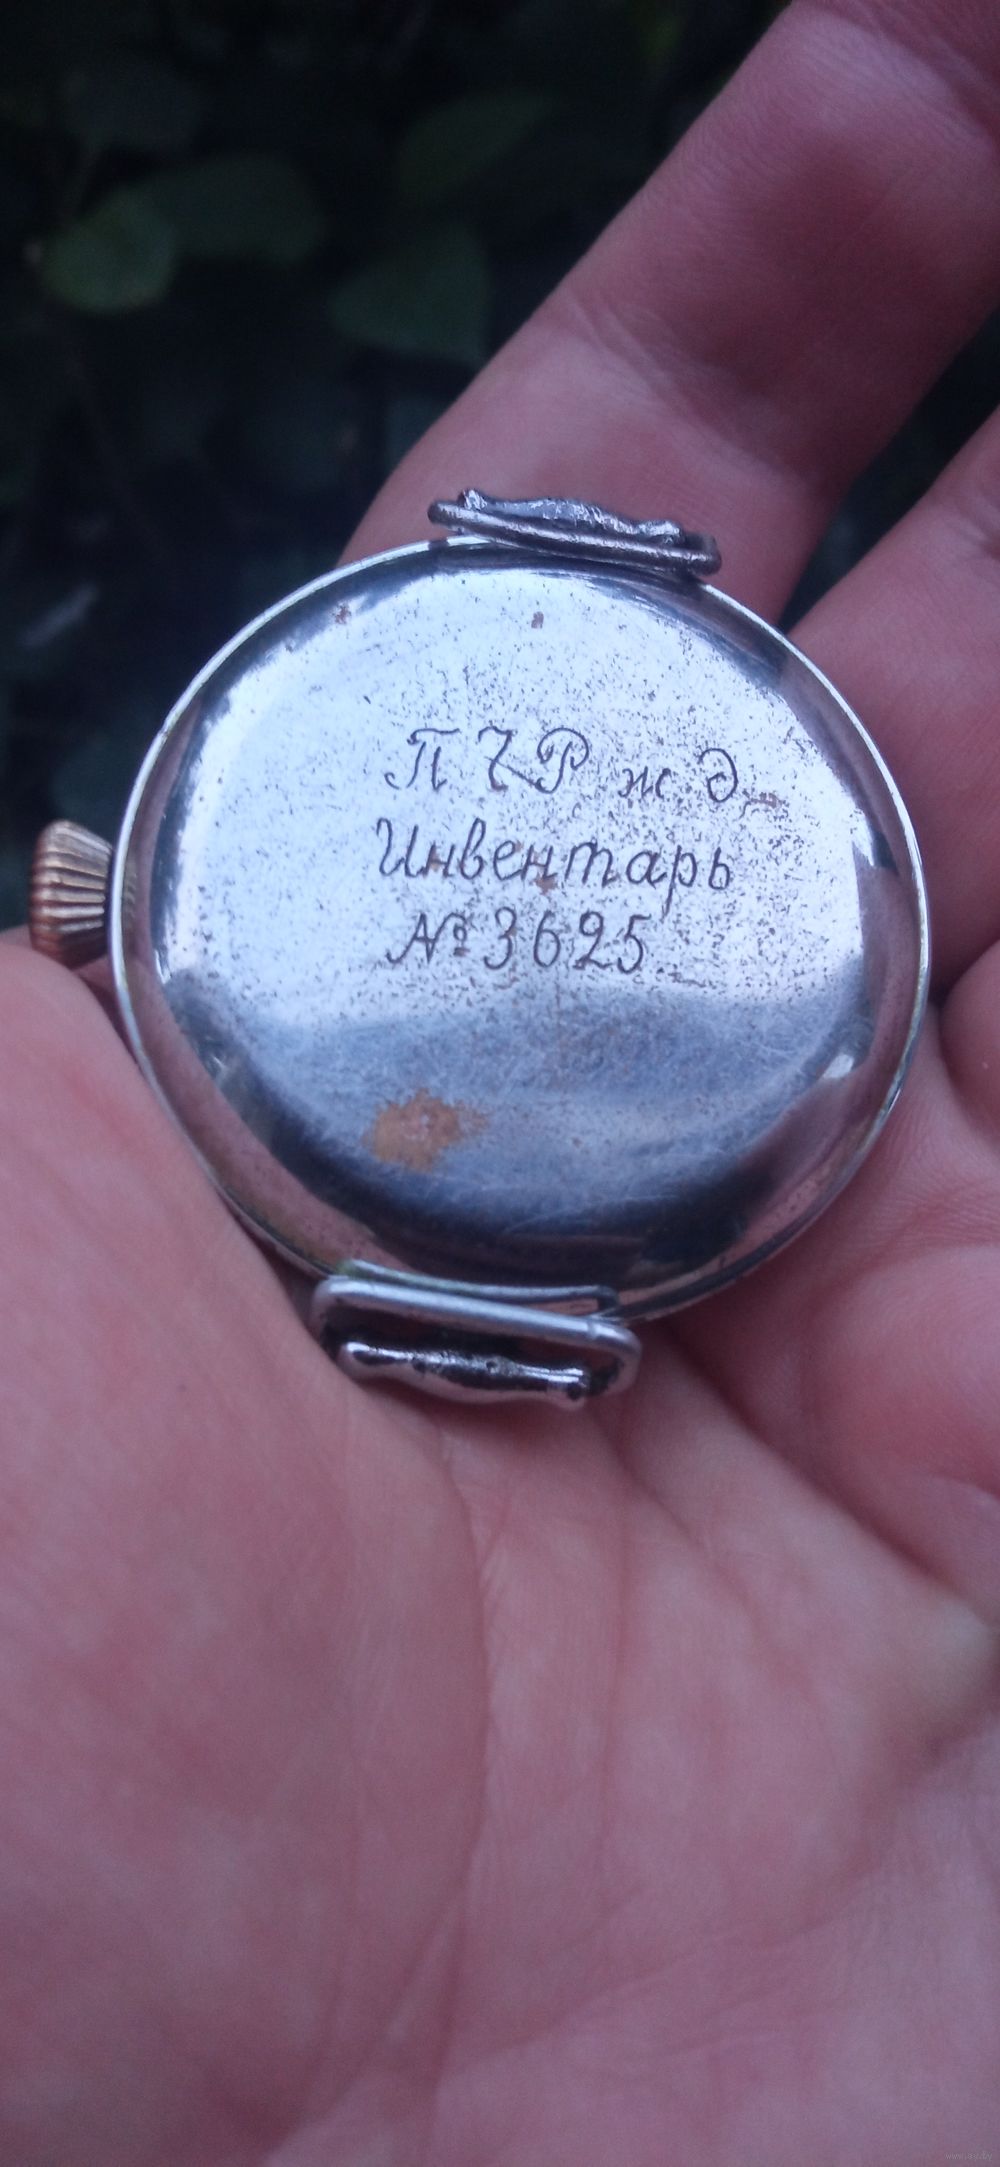 П Ч Р ж д
Инвентарь
№ 3625